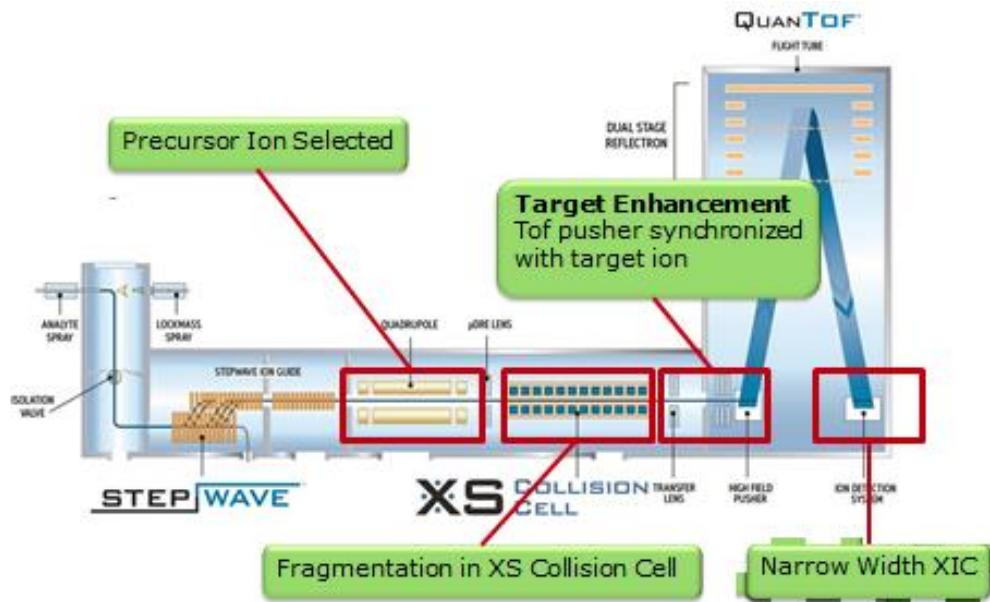 QUANTOF
FLIGHT TUBE
DUAL STAGE
REFLECTRON
Precursor Ion Selected
Target Enhancement
Tof pusher synchronized
with target ion
ANALYTE
SPRAY
LOCKMASS
SPRAY
QUADRUPOLE
µDRE LENS
STEPWAVE ION GUIDE
ISOLATION
VALVE
STEPWAVE
XS COLLISION
CELL
TRANSFER
LENS
HIGH FIELD
PUSHER
ION DETECTION
SYSTEM
Fragmentation in XS Collision Cell
Narrow Width XIC